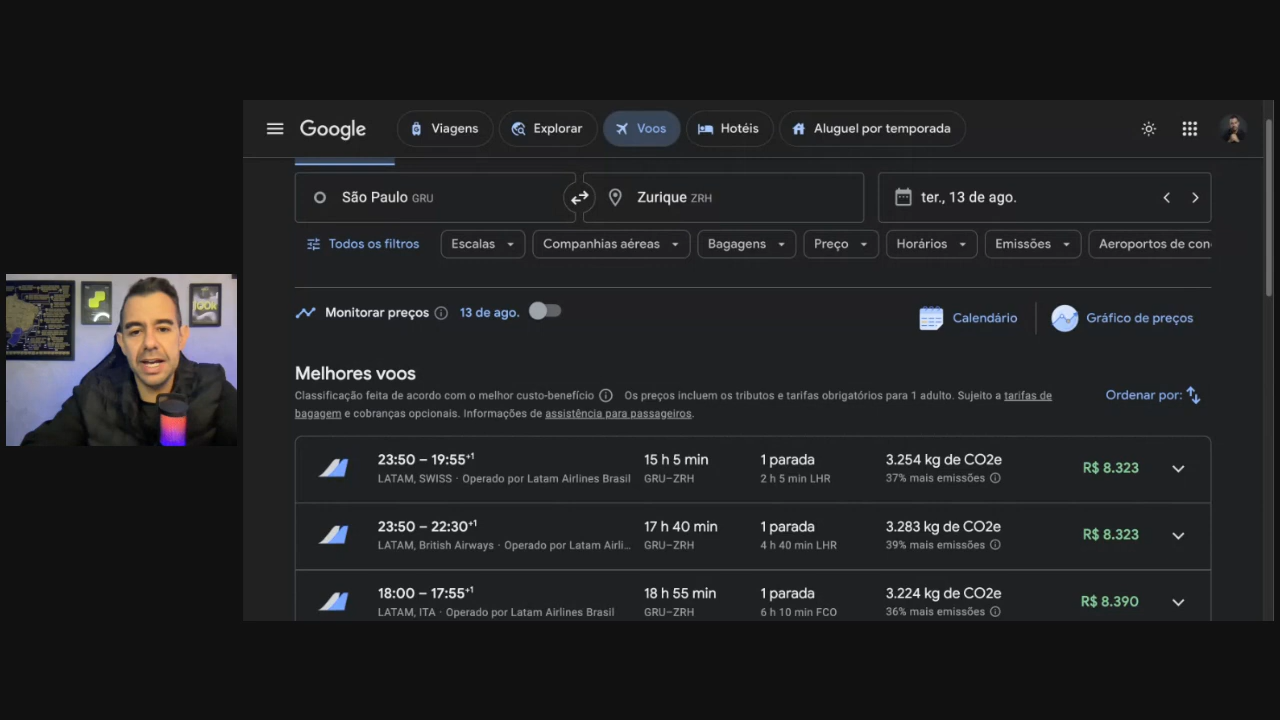 Google
Viagens
Explorar
Voos
Hotéis
Aluguel por temporada
São Paulo GRU
Zurique ZRH
ter., 13 de ago.
Todos os filtros
Escalas
Companhias aéreas
Bagagens
Preço
Horários
Emissões
Aeroportos de con
Monitorar preços
13 de ago.
Calendário
Gráfico de preços
Melhores voos
Classificação feita de acordo com o melhor custo-benefício Os preços incluem os tributos e tarifas obrigatórios para 1 adulto. Sujeito a tarifas de
bagagem e cobranças opcionais. Informações de assistência para passageiros.
Ordenar por:
23:50 – 19:55+1 15 h 5 min 1 parada 3.254 kg de CO2e R$ 8.323
LATAM, SWISS · Operado por Latam Airlines Brasil GRU–ZRH 2 h 5 min LHR 37% mais emissões
23:50 – 22:30+1 17 h 40 min 1 parada 3.283 kg de CO2e R$ 8.323
LATAM, British Airways · Operado por Latam Airli... GRU–ZRH 4 h 40 min LHR 39% mais emissões
18:00 – 17:55+1 18 h 55 min 1 parada 3.224 kg de CO2e R$ 8.390
LATAM, ITA · Operado por Latam Airlines Brasil GRU–ZRH 6 h 10 min FCO 36% mais emissões